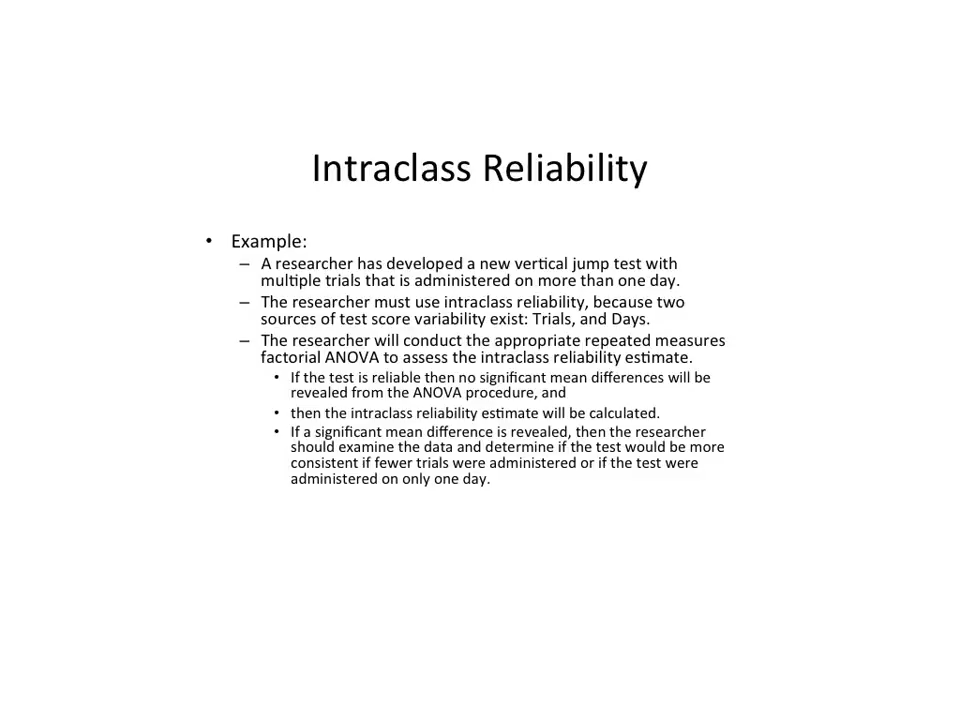 Intraclass Reliability
• Example:
– A researcher has developed a new vertical jump test with
multiple trials that is administered on more than one day.
– The researcher must use intraclass reliability, because two
sources of test score variability exist: Trials, and Days.
– The researcher will conduct the appropriate repeated measures
factorial ANOVA to assess the intraclass reliability estimate.
• If the test is reliable then no significant mean differences will be
revealed from the ANOVA procedure, and
• then the intraclass reliability estimate will be calculated.
• If a significant mean difference is revealed, then the researcher
should examine the data and determine if the test would be more
consistent if fewer trials were administered or if the test were
administered on only one day.